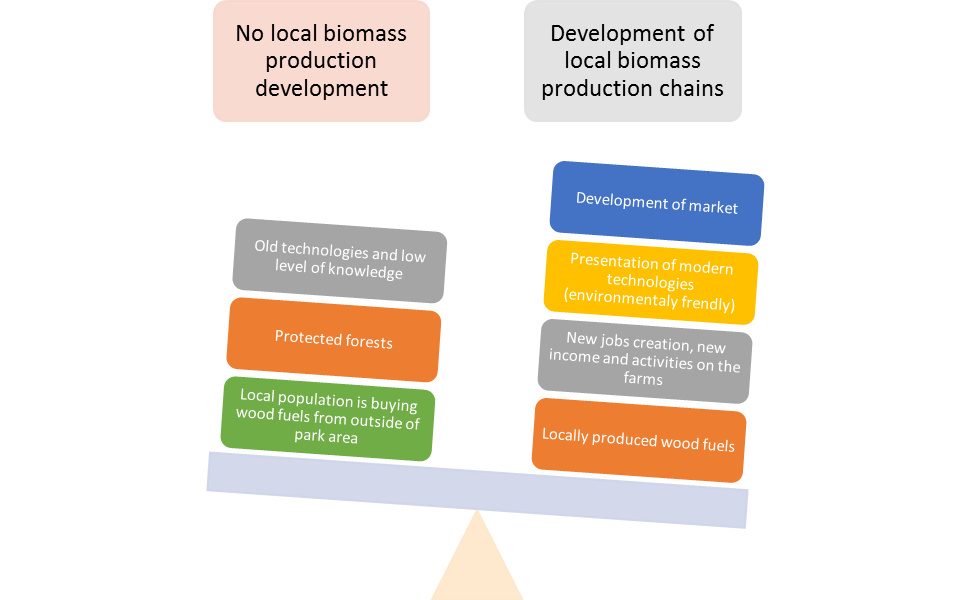 No local biomass
production
development
Development of
local biomass
production chains
Old technologies and low
level of knowledge
Protected forests
Local population is buying
wood fuels from outside of
park area
Development of market
Presentation of modern
technologies
(environmentaly frendly)
New jobs creation, new
income and activities on the
farms
Locally produced wood fuels